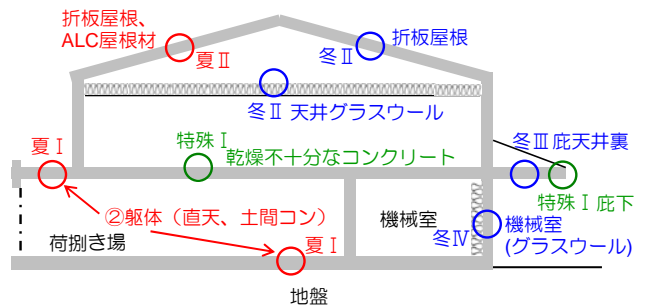 折板屋根、
ALC屋根材
夏Ⅱ
冬Ⅱ
折板屋根
冬Ⅱ 天井グラスウール
夏Ⅰ
特殊Ⅰ
乾燥不十分なコンクリート
冬Ⅲ 庇天井裏
特殊Ⅰ 庇下
②躯体（直天、土間コン）
夏Ⅰ
荷捌き場
機械室
冬Ⅳ
機械室
(グラスウール)
地盤